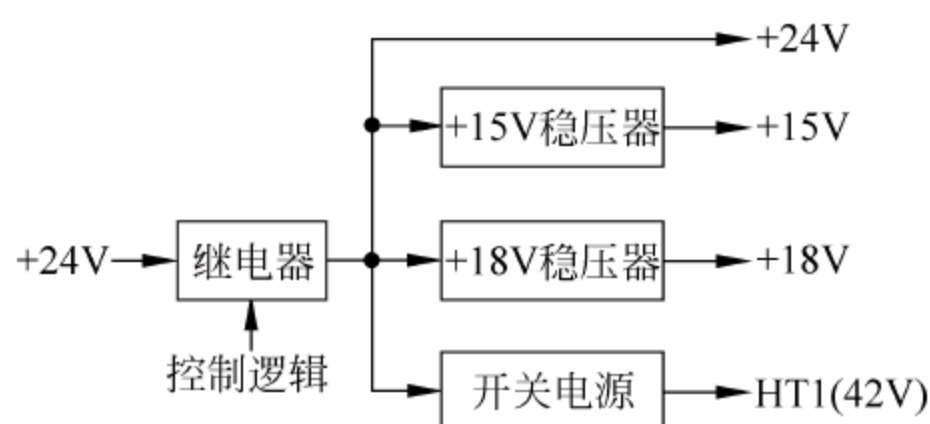 +24V
+15V稳压器
+15V
+24V
继电器
+18V稳压器
+18V
控制逻辑
开关电源
HT1(42V)